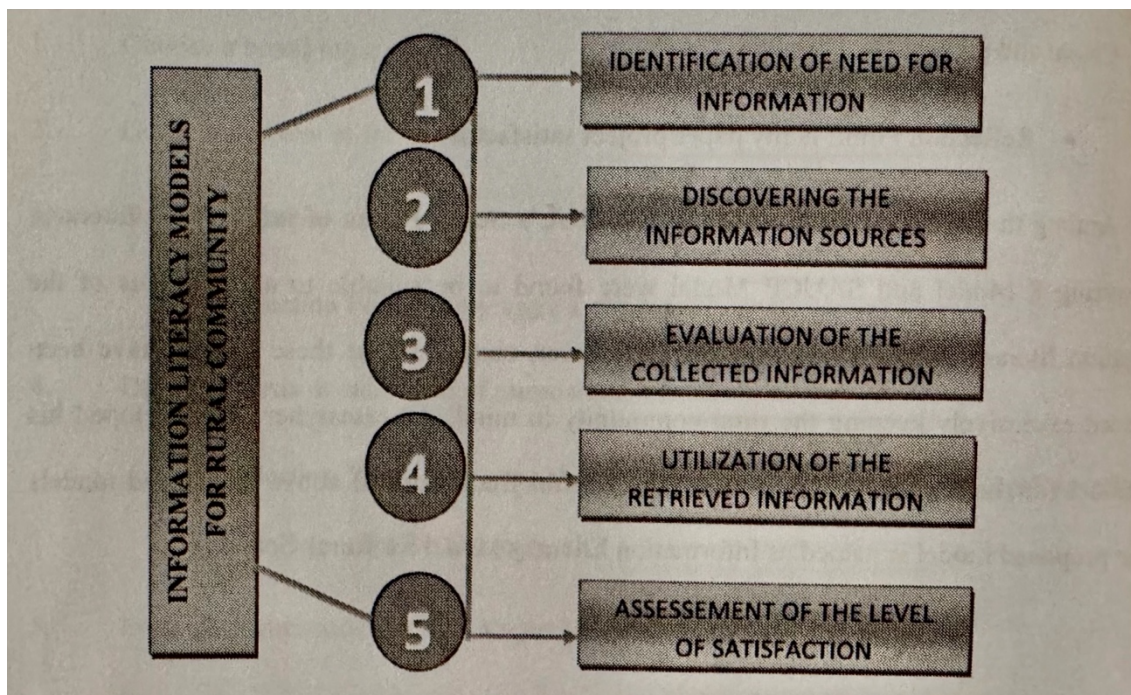 INFORMATION LITERACY MODELS
FOR RURAL COMMUNITY
1
IDENTIFICATION OF NEED FOR
INFORMATION
2
DISCOVERING THE
INFORMATION SOURCES
3
EVALUATION OF THE
COLLECTED INFORMATION
4
UTILIZATION OF THE
RETRIEVED INFORMATION
5
ASSESSEMENT OF THE LEVEL
OF SATISFACTION